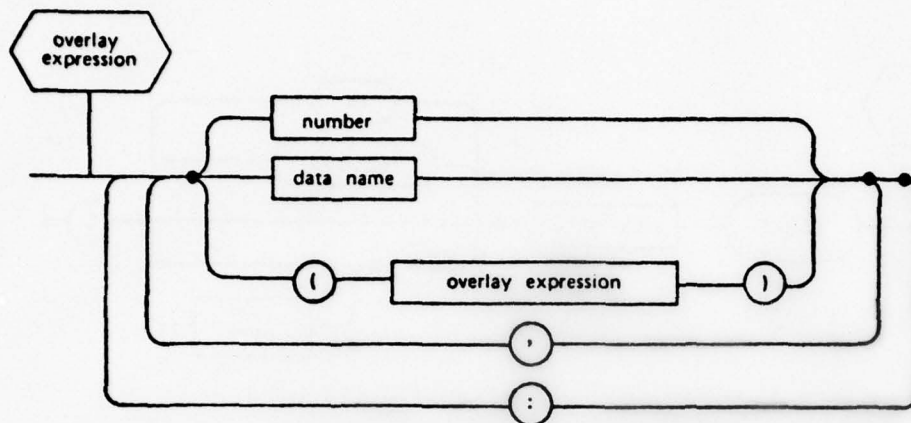 overlay
expression
number
data name
( overlay expression )
,
: